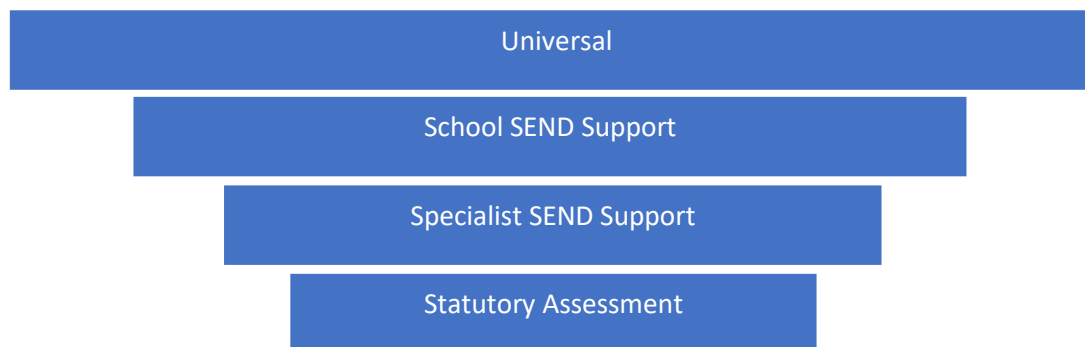 Universal
School SEND Support
Specialist SEND Support
Statutory Assessment